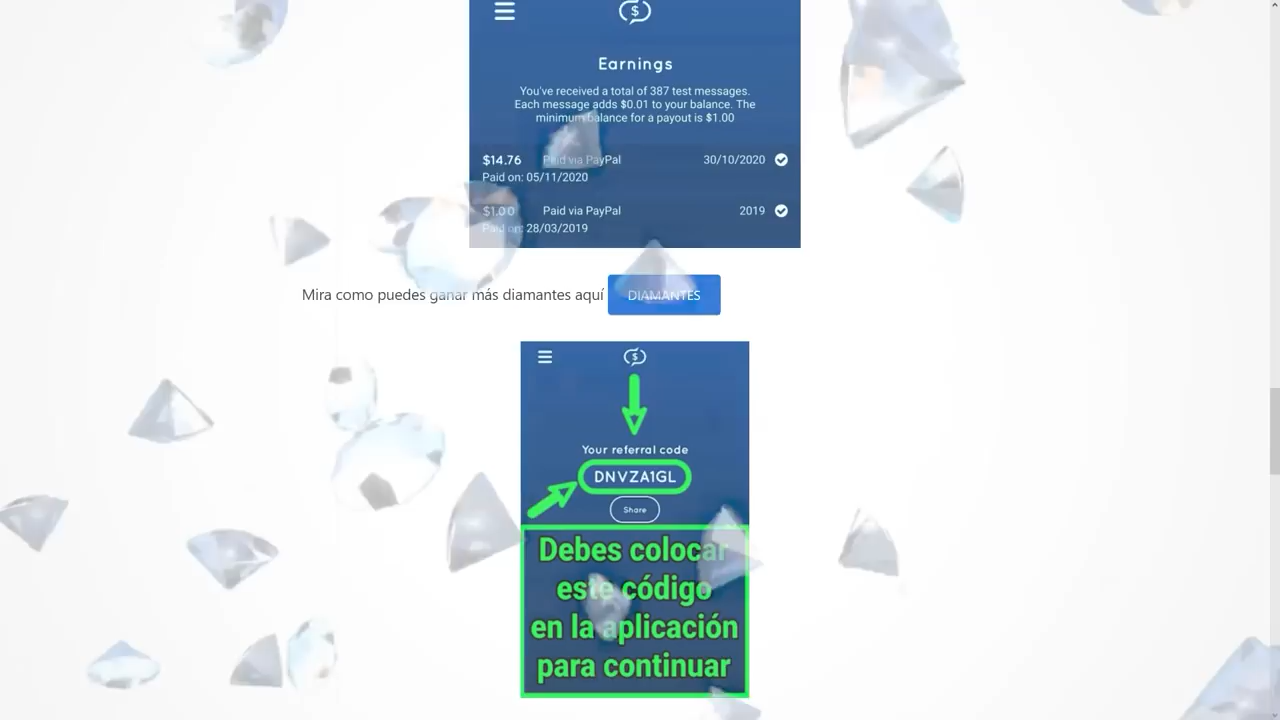 $
Earnings
You've received a total of 387 test messages.
Each message adds $0.01 to your balance. The
minimum balance for a payout is $1.00
$14.76 Paid via PayPal 30/10/2020
Paid on: 05/11/2020
$1.00 Paid via PayPal 2019
Paid on: 28/03/2019
Mira como puedes ganar más diamantes aquí DIAMANTES
$
Your referral code
DNVZA1GL
Share
Debes colocar
este código
en la aplicación
para continuar